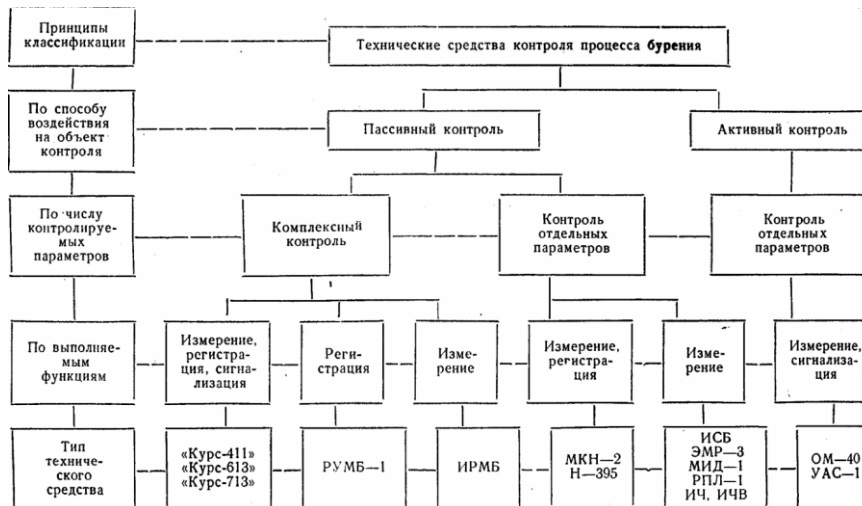 Принципы
классификации
Технические средства контроля процесса бурения
По способу
воздействия
на объект
контроля
Пассивный контроль
Активный контроль
По числу
контролируе-
мых
параметров
Комплексный
контроль
Контроль
отдельных
параметров
Контроль
отдельных
параметров
По выполняе-
мым
функциям
Измерение,
регистра-
ция, сигна-
лизация
Реги-
страция
Изме-
рение
Измерение,
регистра-
ция
Изме-
рение
Измерение,
сигнализа-
ция
Тип
техниче-
ского
средства
«Курс-411»
«Курс-613»
«Курс-713»
РУМБ—1
ИРМБ
МКН—2
Н—395
ИСБ
ЭМР—3
МИД—1
РПЛ—1
ИЧ, ИЧВ
ОМ—40
УАС—1